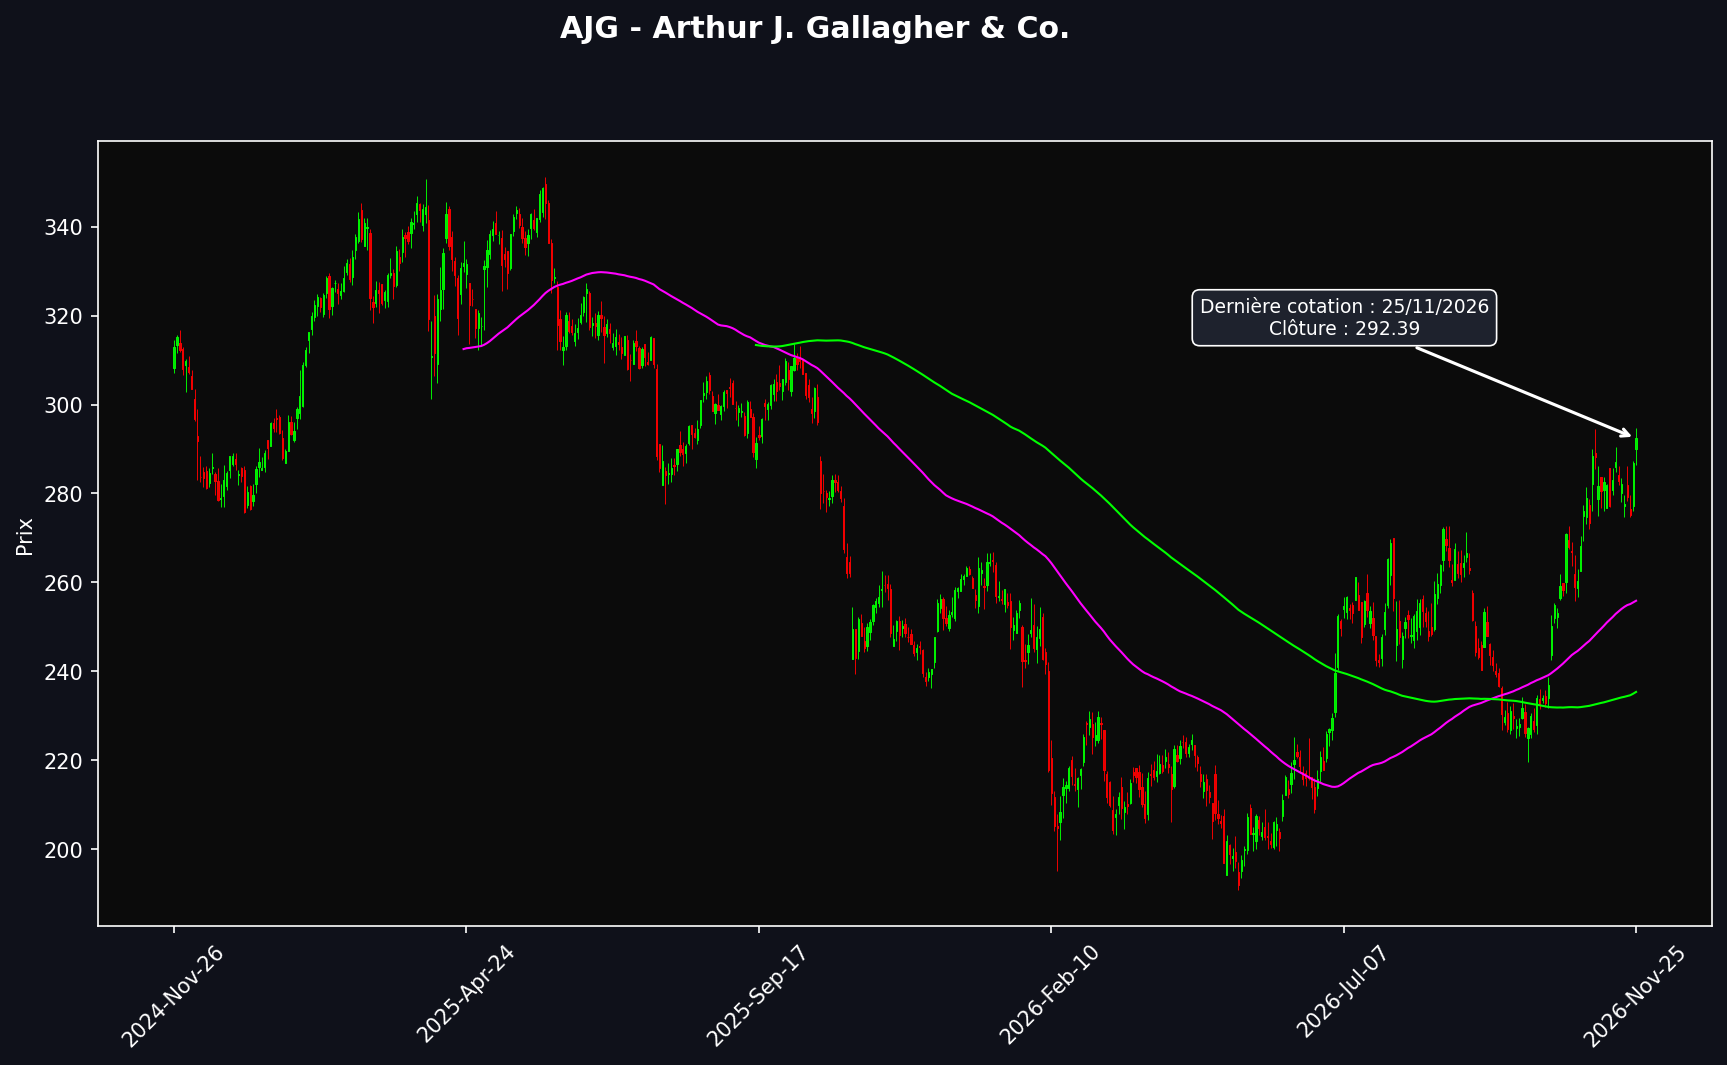 AJG - Arthur J. Gallagher & Co.
Prix
340
320
300
280
260
240
220
200
Dernière cotation : 25/11/2026
Clôture : 292.39
2024-Nov-26
2025-Apr-24
2025-Sep-17
2026-Feb-10
2026-Jul-07
2026-Nov-25